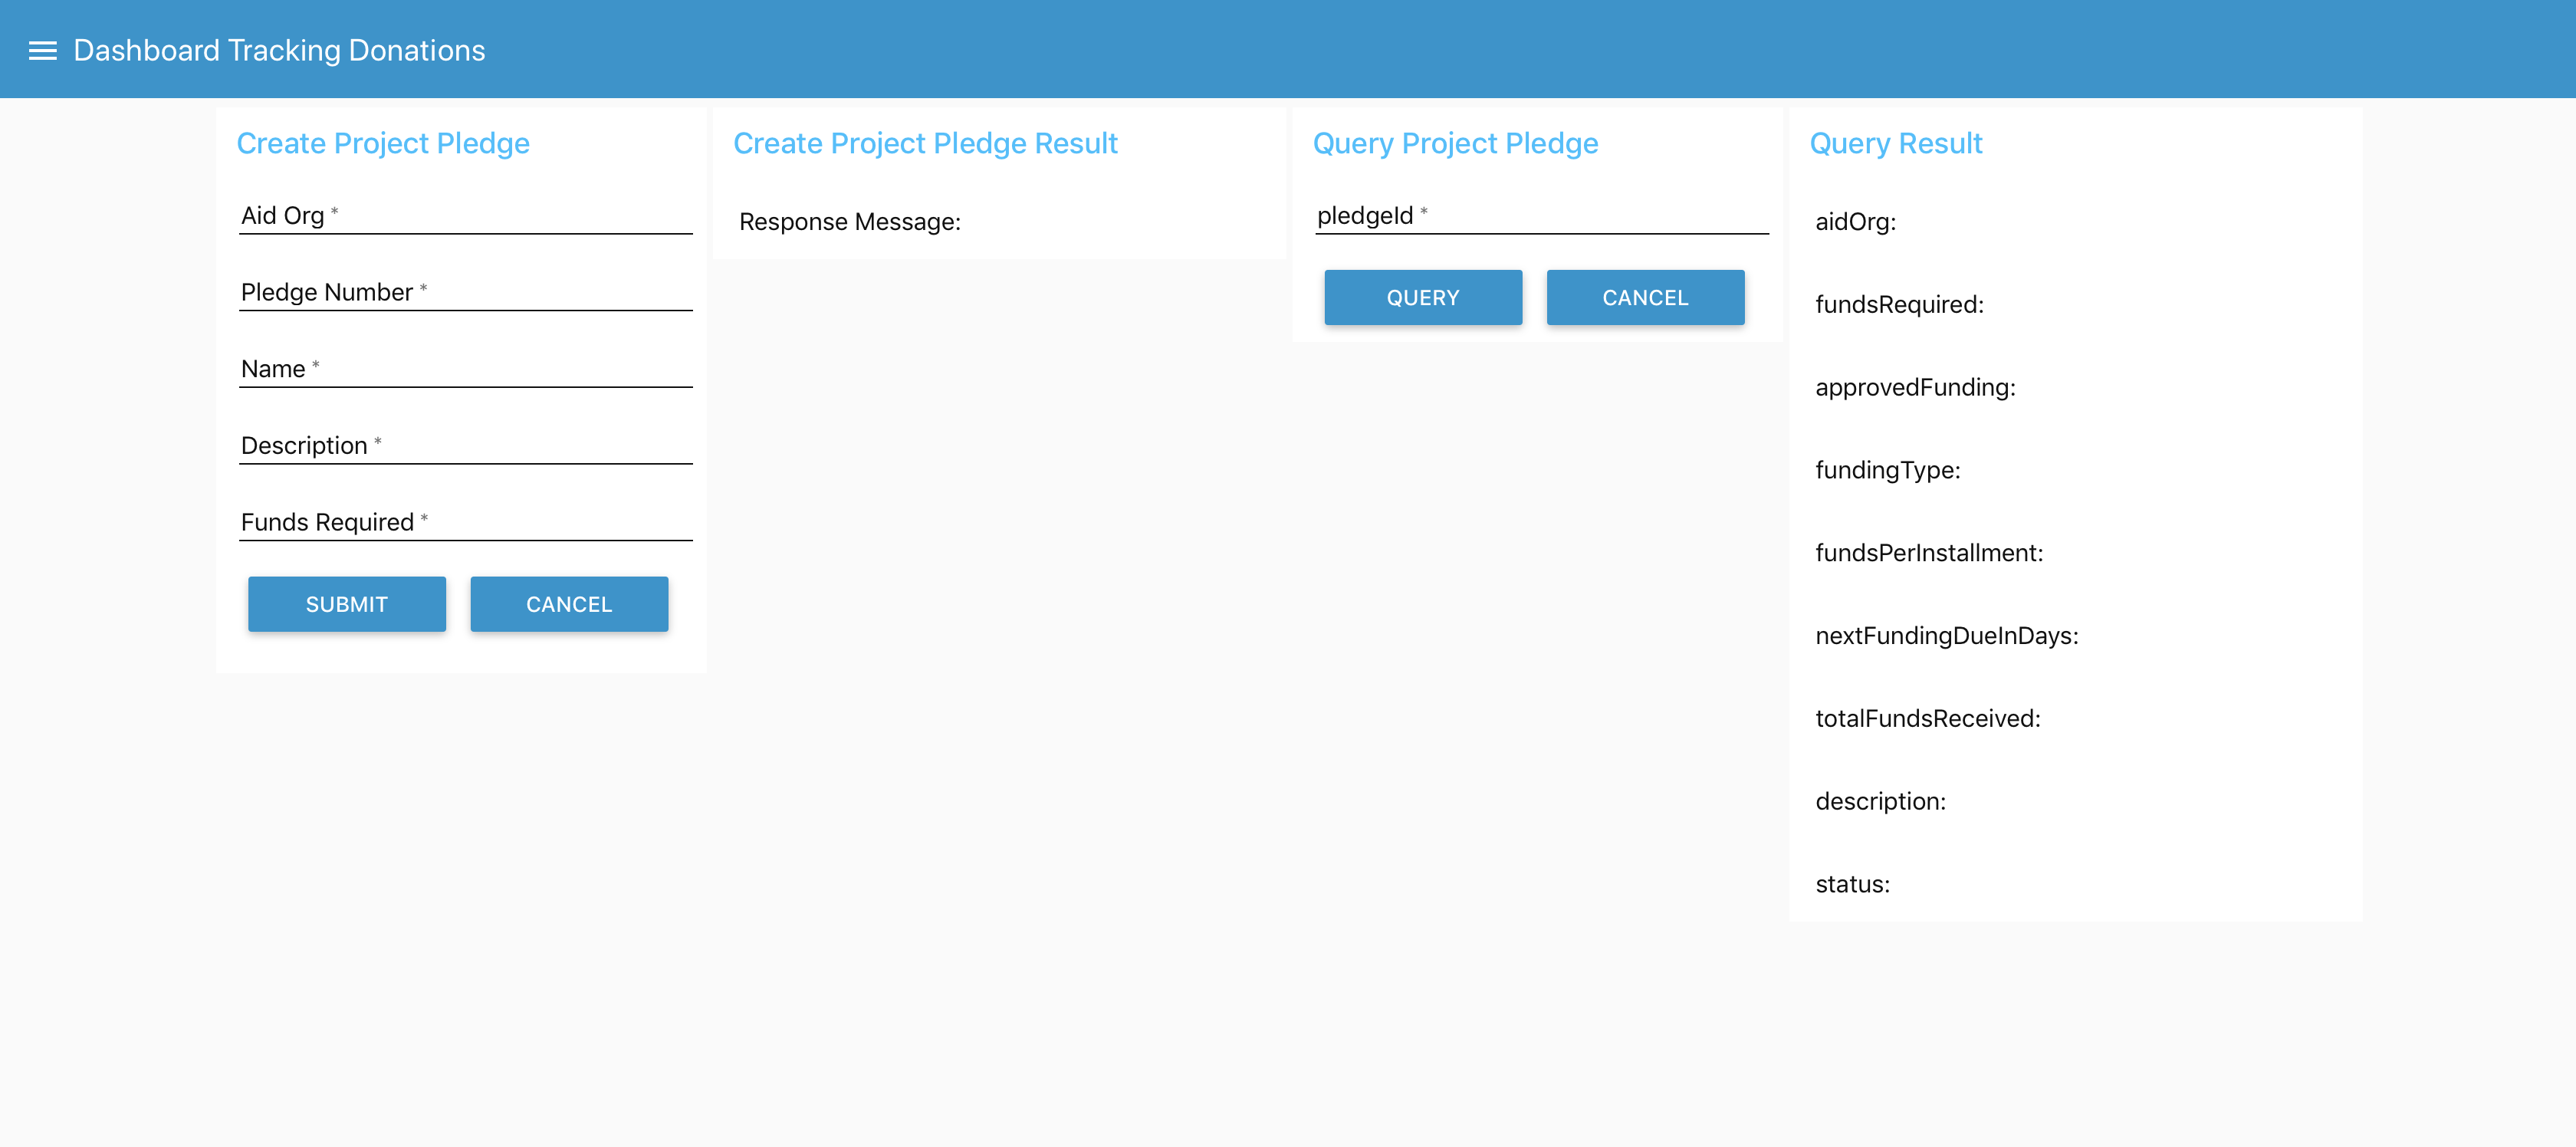 Dashboard Tracking Donations
Create Project Pledge
Aid Org *
Pledge Number *
Name *
Description *
Funds Required *
SUBMIT
CANCEL
Create Project Pledge Result
Response Message:
Query Project Pledge
pledgeId *
QUERY
CANCEL
Query Result
aidOrg:
fundsRequired:
approvedFunding:
fundingType:
fundsPerInstallment:
nextFundingDueInDays:
totalFundsReceived:
description:
status: